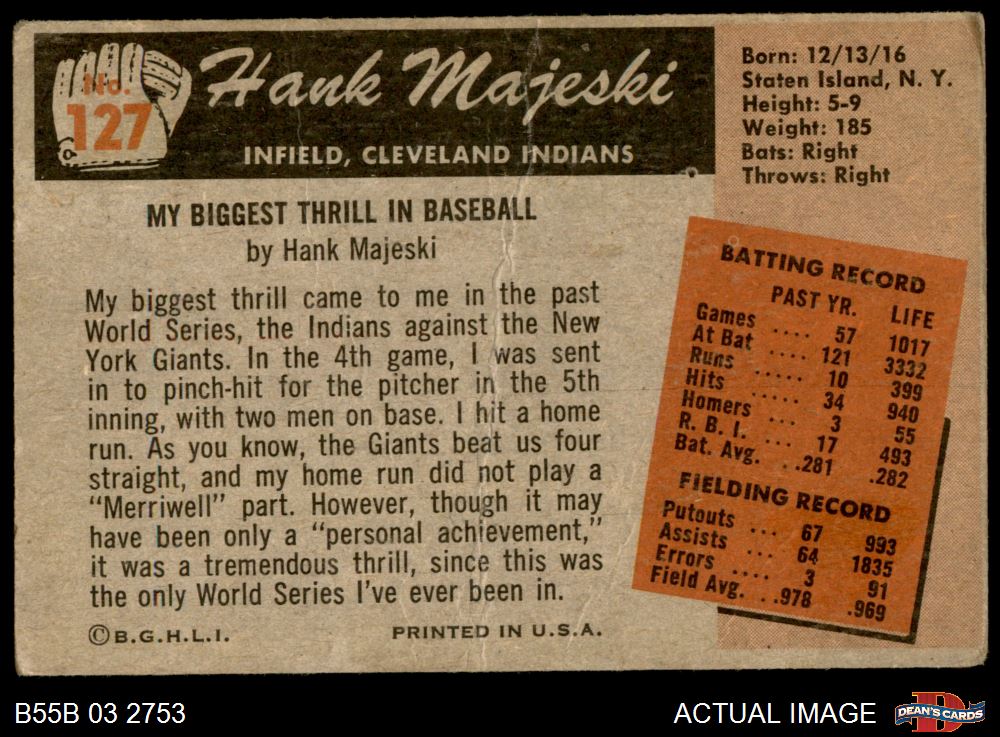 No.
127
Hank Majeski
INFIELD, CLEVELAND INDIANS
Born: 12/13/16
Staten Island, N. Y.
Height: 5-9
Weight: 185
Bats: Right
Throws: Right
MY BIGGEST THRILL IN BASEBALL
by Hank Majeski
My biggest thrill came to me in the past
World Series, the Indians against the New
York Giants. In the 4th game, I was sent
in to pinch-hit for the pitcher in the 5th
inning, with two men on base. I hit a home
run. As you know, the Giants beat us four
straight, and my home run did not play a
“Merriwell” part. However, though it may
have been only a “personal achievement,”
it was a tremendous thrill, since this was
the only World Series I’ve ever been in.
©B.G.H.L.I. PRINTED IN U.S.A.
BATTING RECORD
PAST YR. LIFE
Games .... 57 1017
At Bat .... 121 3332
Runs ..... 10 399
Hits ..... 34 940
Homers .... 3 55
R. B. I. ... 17 493
Bat. Avg. ..281 .282
FIELDING RECORD
Putouts ... 67 993
Assists ... 64 1835
Errors .... 3 91
Field Avg. ..978 .969
B55B 03 2753
ACTUAL IMAGE
DEAN'S CARDS